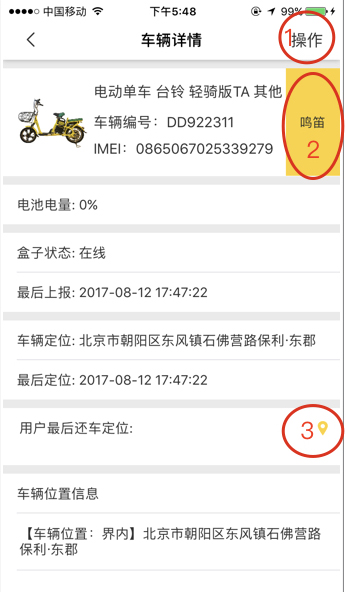 中国移动 下午5:48 99%
车辆详情 1 操作
电动单车 台铃 轻骑版TA 其他
车辆编号：DD922311
鸣笛
IMEI：0865067025339279
2
电池电量: 0%
盒子状态: 在线
最后上报: 2017-08-12 17:47:22
车辆定位: 北京市朝阳区东风镇石佛营路保利·东郡
最后定位: 2017-08-12 17:47:22
用户最后还车定位: 3
车辆位置信息
【车辆位置：界内】北京市朝阳区东风镇石佛营路
保利·东郡